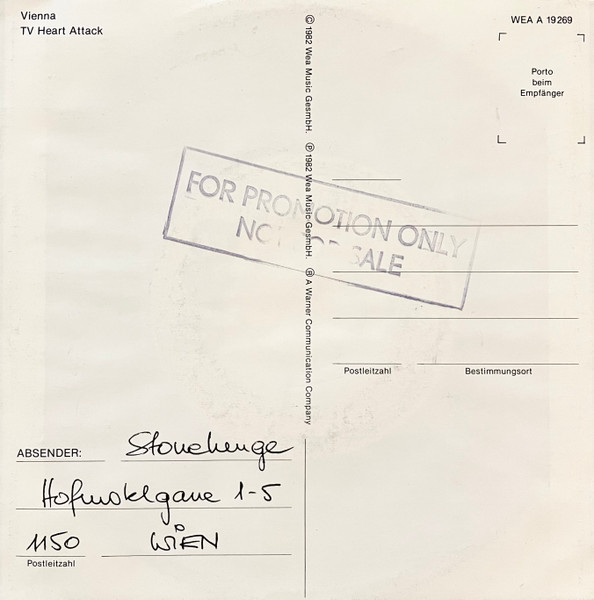 Vienna
TV Heart Attack
© 1982 Wea Music GesmbH. ℗ 1982 Wea Music GesmbH. ® A Warner Communication Company
WEA A 19269
Porto
beim
Empfänger
FOR PROMOTION ONLY
NOT FOR SALE
Postleitzahl Bestimmungsort
ABSENDER: Stonehenge
Hofmoklgasse 1-5
1150 WIEN
Postleitzahl